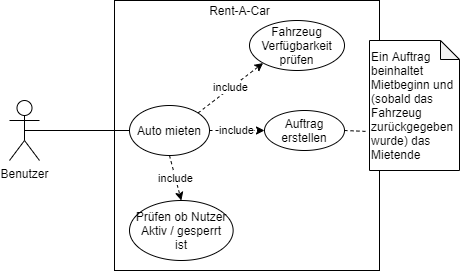 Rent-A-Car
Fahrzeug
Verfügbarkeit
prüfen
include
Ein Auftrag
beinhaltet
Mietbeginn und
(sobald das
Fahrzeug
zurückgegeben
wurde) das
Mietende
Auto mieten
include
Auftrag
erstellen
Benutzer
include
Prüfen ob Nutzer
Aktiv / gesperrt
ist